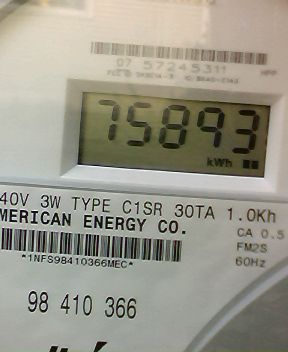 07 57245311
HPP
75893
kWh
40V 3W TYPE C1SR 30TA 1.0Kh
MERICAN ENERGY CO.
CA 0.5
FM2S
*1NFS98410366MEC*
60Hz
98 410 366